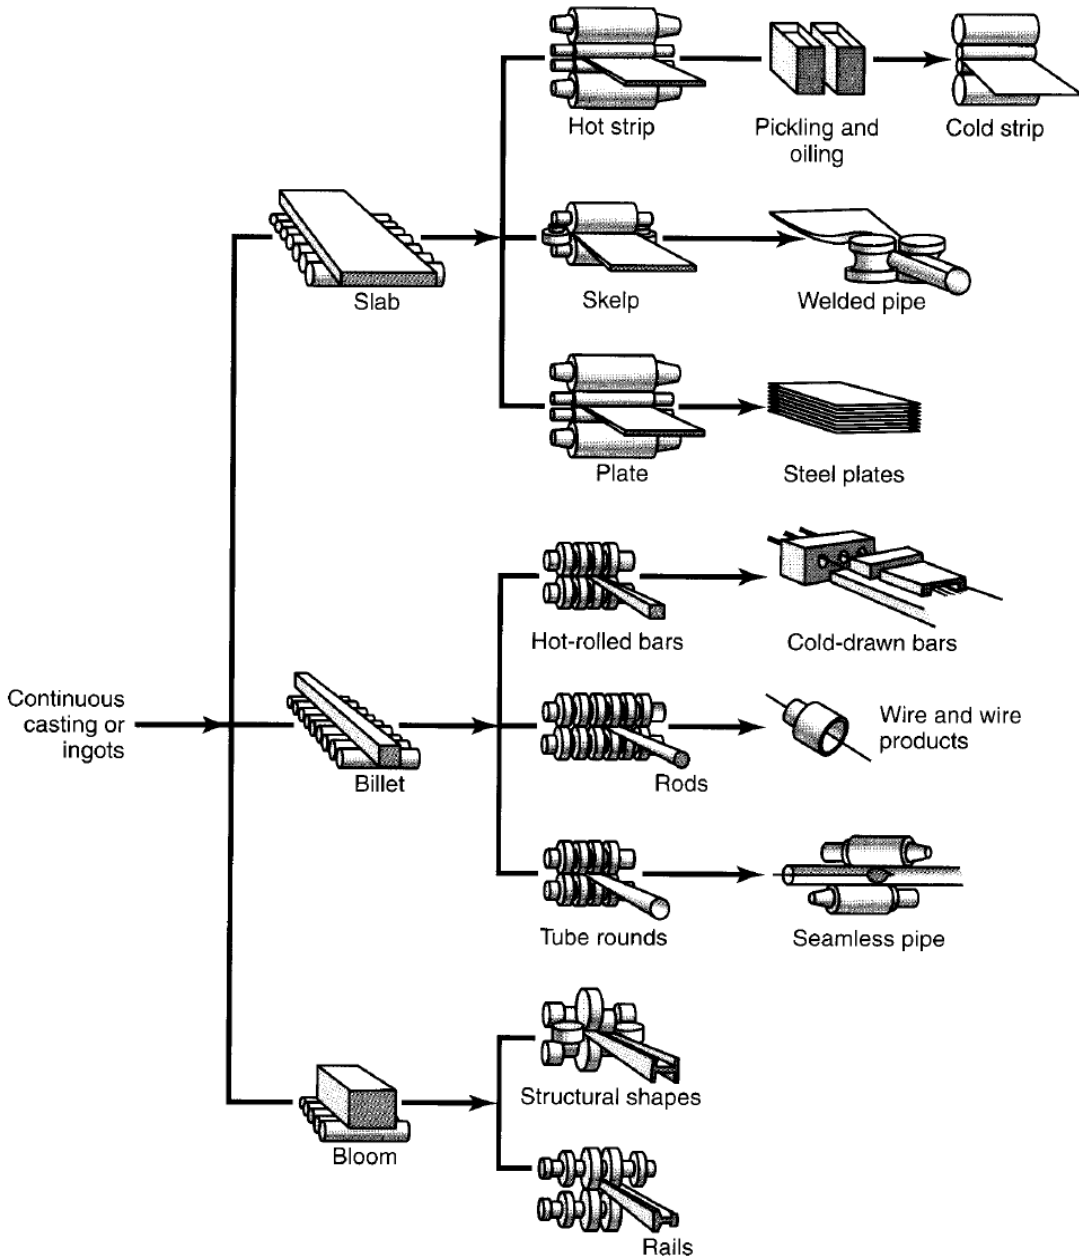 Hot strip
Pickling and
oiling
Cold strip
Slab
Skelp
Welded pipe
Plate
Steel plates
Hot-rolled bars
Cold-drawn bars
Continuous
casting or
ingots
Billet
Rods
Wire and wire
products
Tube rounds
Seamless pipe
Bloom
Structural shapes
Rails